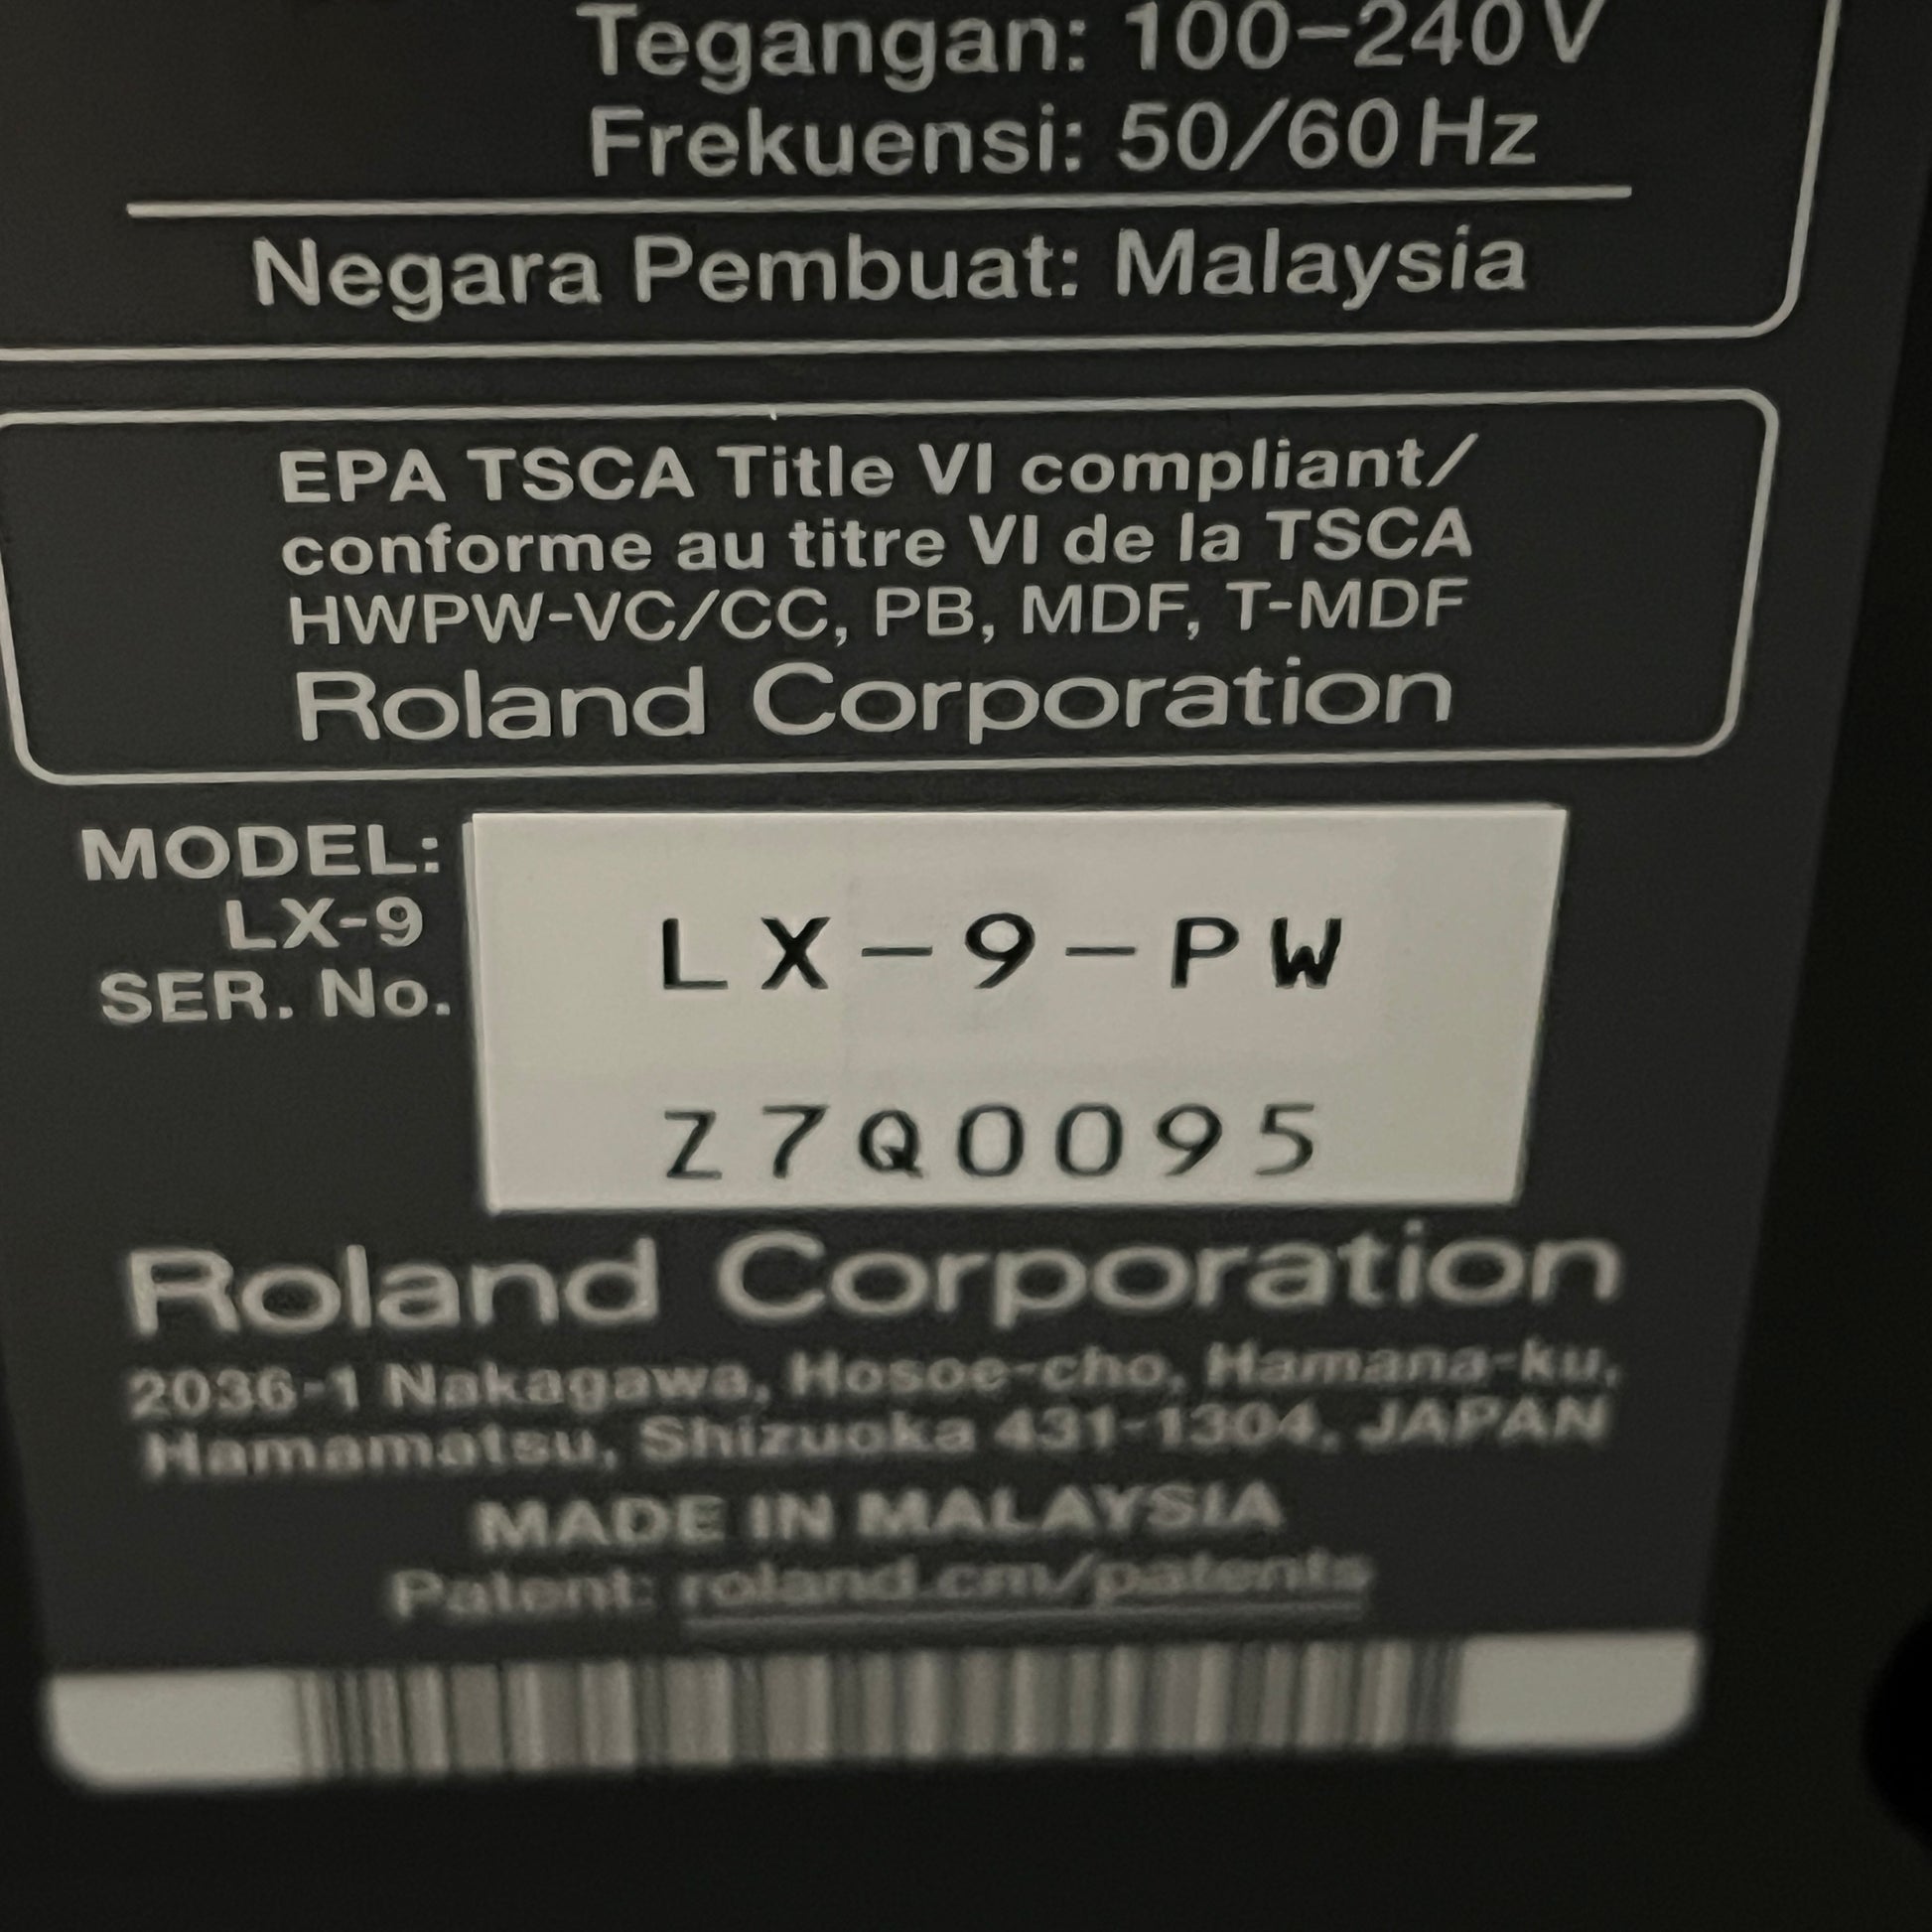 Tegangan: 100–240 V
Frekuensi: 50/60 Hz
Negara Pembuat: Malaysia
EPA TSCA Title VI compliant/
conforme au titre VI de la TSCA
HWPW-VC/CC, PB, MDF, T-MDF
Roland Corporation
MODEL:
LX-9
SER. No.
LX-9-PW
Z7Q0095
Roland Corporation
2036-1 Nakagawa, Hosoe-cho, Hamana-ku,
Hamamatsu, Shizuoka 431-1304, JAPAN
MADE IN MALAYSIA
Patent: roland.cm/patents